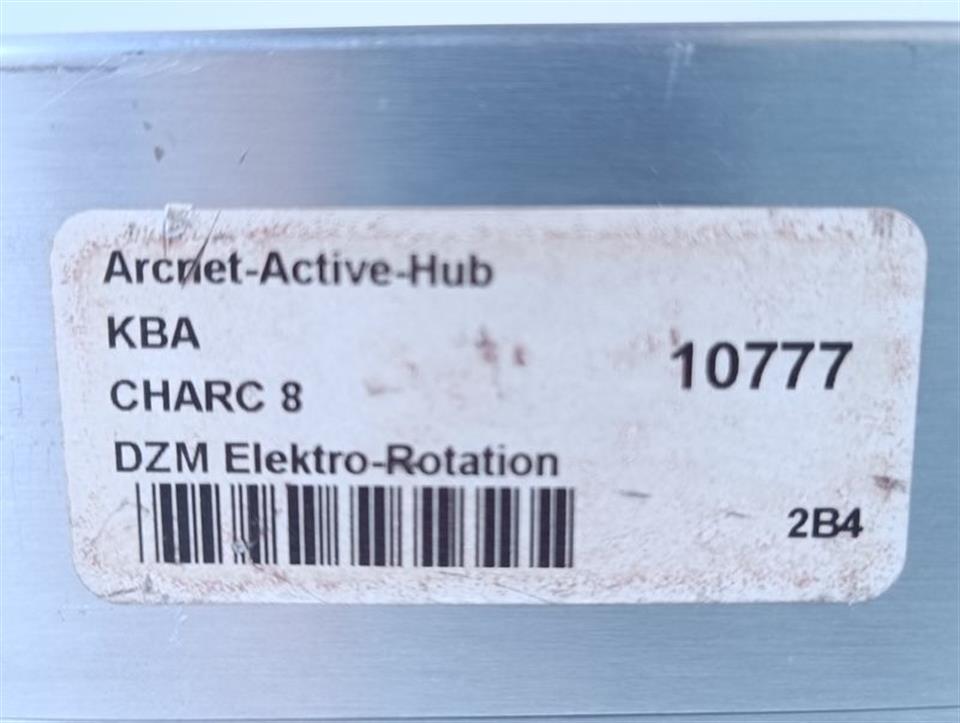 Arcnet-Active-Hub
KBA
CHARC 8
10777
DZM Elektro-Rotation
2B4